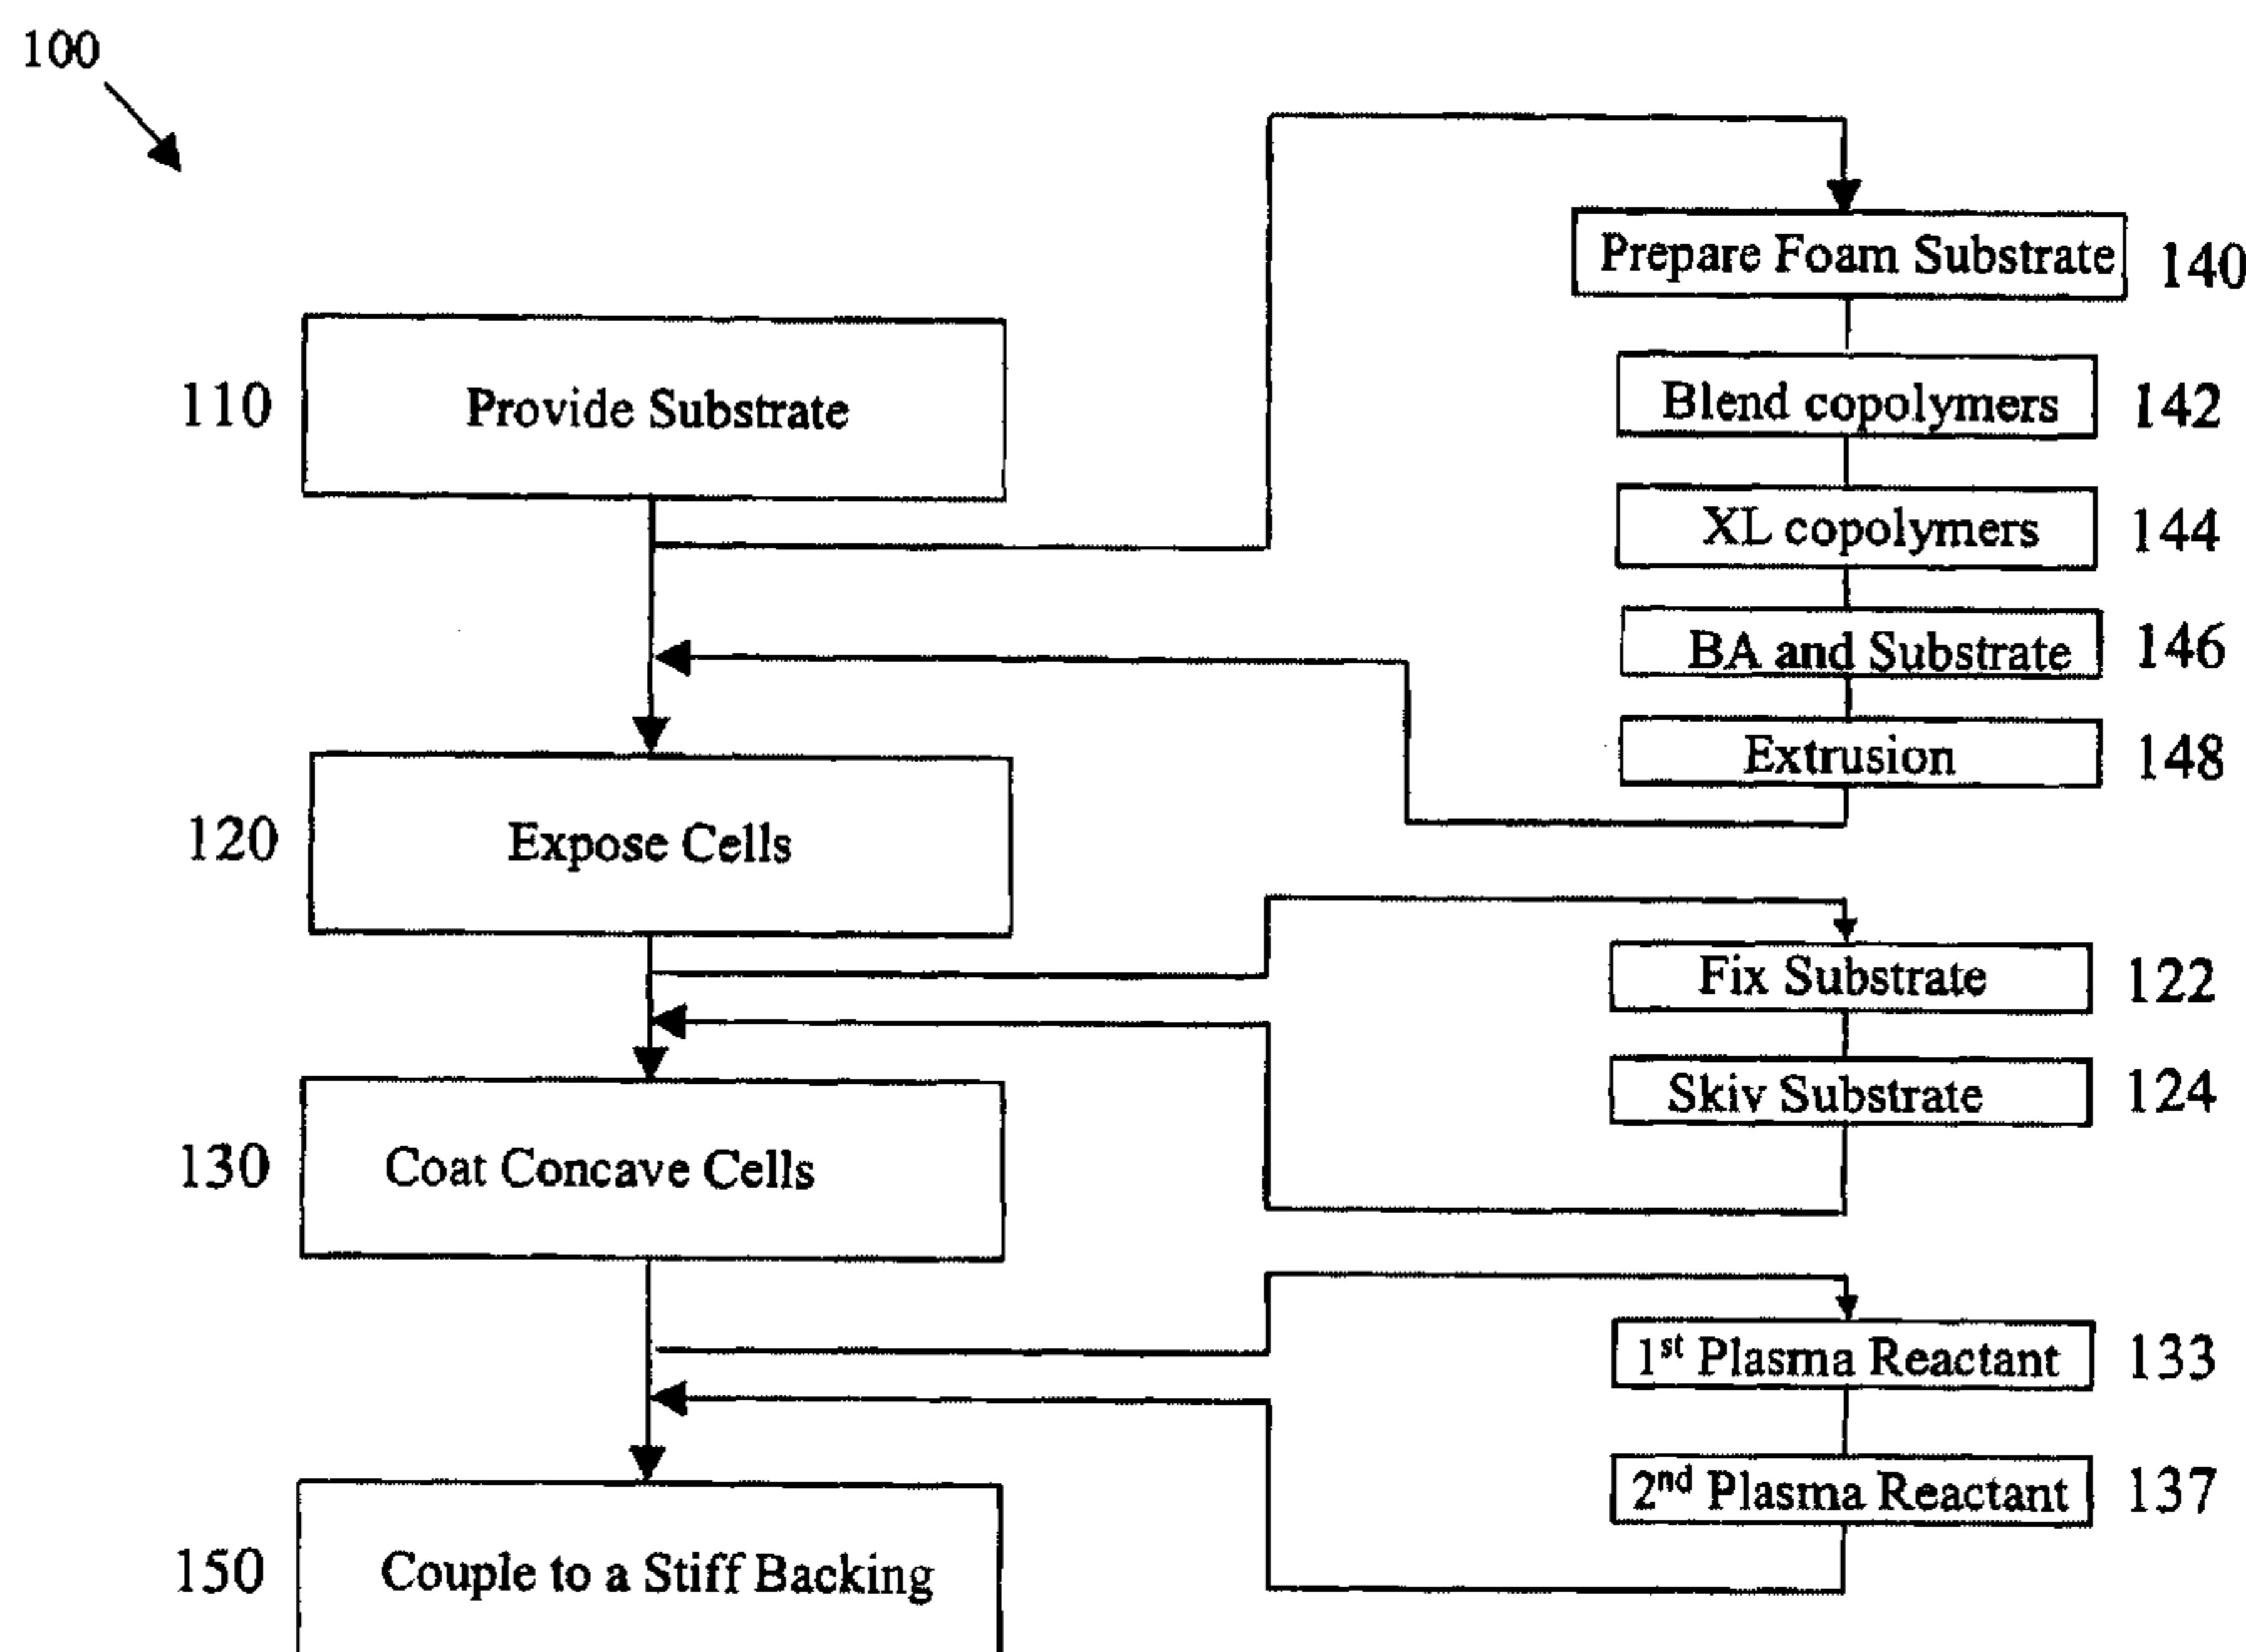 100
Prepare Foam Substrate 140
110 Provide Substrate
Blend copolymers 142
XL copolymers 144
BA and Substrate 146
Extrusion 148
120 Expose Cells
Fix Substrate 122
Skiv Substrate 124
130 Coat Concave Cells
1st Plasma Reactant 133
2nd Plasma Reactant 137
150 Couple to a Stiff Backing